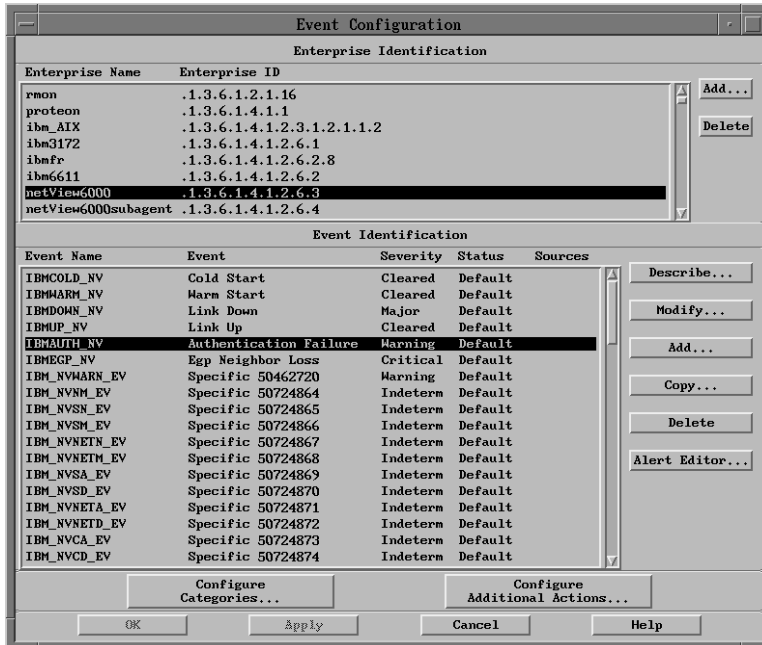 Event Configuration
Enterprise Identification
Enterprise Name Enterprise ID
rmon .1.3.6.1.2.1.16
proteon .1.3.6.1.4.1.1
ibm_AIX .1.3.6.1.4.1.2.3.1.2.1.1.2
ibm3172 .1.3.6.1.4.1.2.6.1
ibmfr .1.3.6.1.4.1.2.6.2.8
ibm6611 .1.3.6.1.4.1.2.6.2
netView6000 .1.3.6.1.4.1.2.6.3
netView6000subagent .1.3.6.1.4.1.2.6.4
Add...
Delete
Event Identification
Event Name Event Severity Status Sources
IBMCOLD_NV Cold Start Cleared Default
IBMWARM_NV Warm Start Cleared Default
IBMDOWN_NV Link Down Major Default
IBMUP_NV Link Up Cleared Default
IBMAUTH_NV Authentication Failure Warning Default
IBMEGP_NV Egp Neighbor Loss Critical Default
IBM_NVWARN_EV Specific 50462720 Warning Default
IBM_NVNM_EV Specific 50724864 Indeterm Default
IBM_NVSN_EV Specific 50724865 Indeterm Default
IBM_NVSM_EV Specific 50724866 Indeterm Default
IBM_NVNETN_EV Specific 50724867 Indeterm Default
IBM_NVNETM_EV Specific 50724868 Indeterm Default
IBM_NVSA_EV Specific 50724869 Indeterm Default
IBM_NVSD_EV Specific 50724870 Indeterm Default
IBM_NVNETA_EV Specific 50724871 Indeterm Default
IBM_NVNETD_EV Specific 50724872 Indeterm Default
IBM_NVCA_EV Specific 50724873 Indeterm Default
IBM_NVCD_EV Specific 50724874 Indeterm Default
Describe...
Modify...
Add...
Copy...
Delete
Alert Editor...
Configure
Categories...
Configure
Additional Actions...
OK Apply Cancel Help